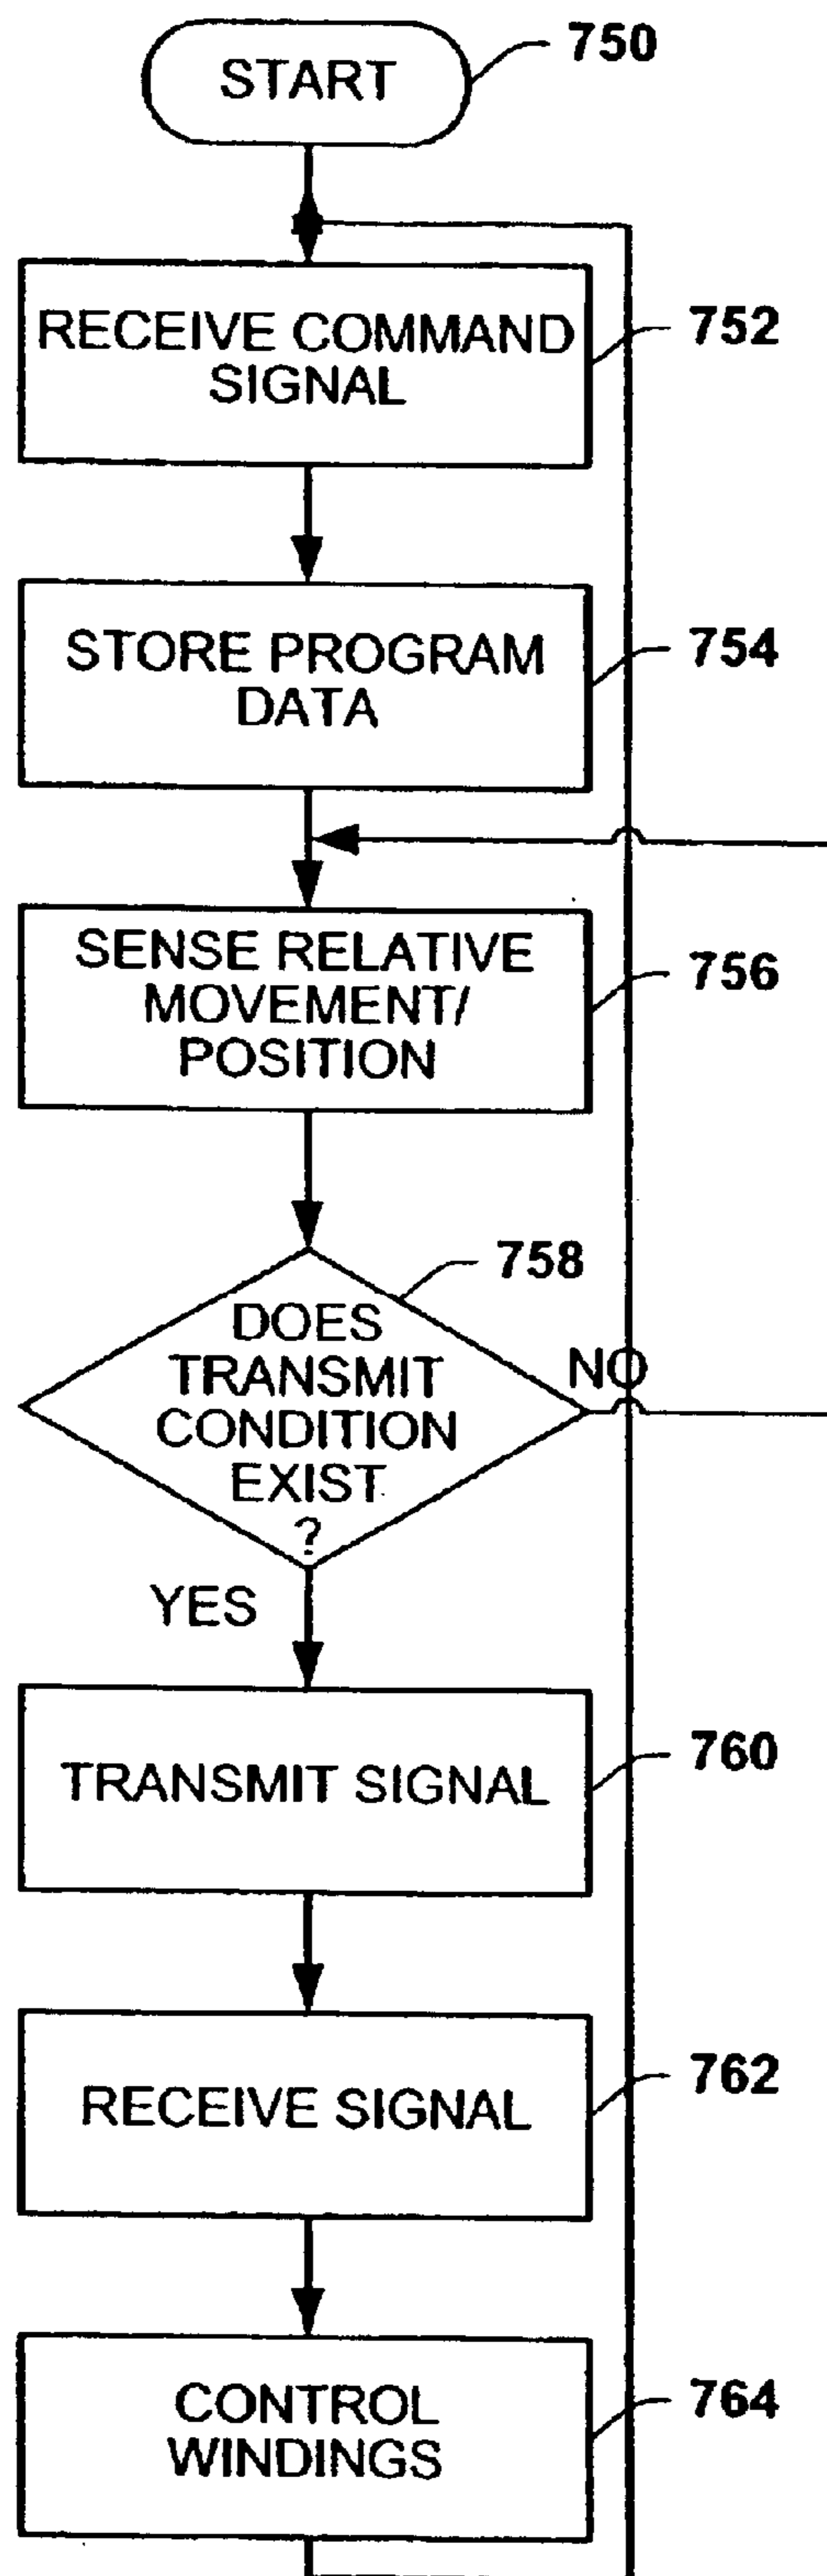 START
750
RECEIVE COMMAND
SIGNAL
752
STORE PROGRAM
DATA
754
SENSE RELATIVE
MOVEMENT/
POSITION
756
758
DOES
TRANSMIT
CONDITION
EXIST
?
NO
YES
TRANSMIT SIGNAL
760
RECEIVE SIGNAL
762
CONTROL
WINDINGS
764